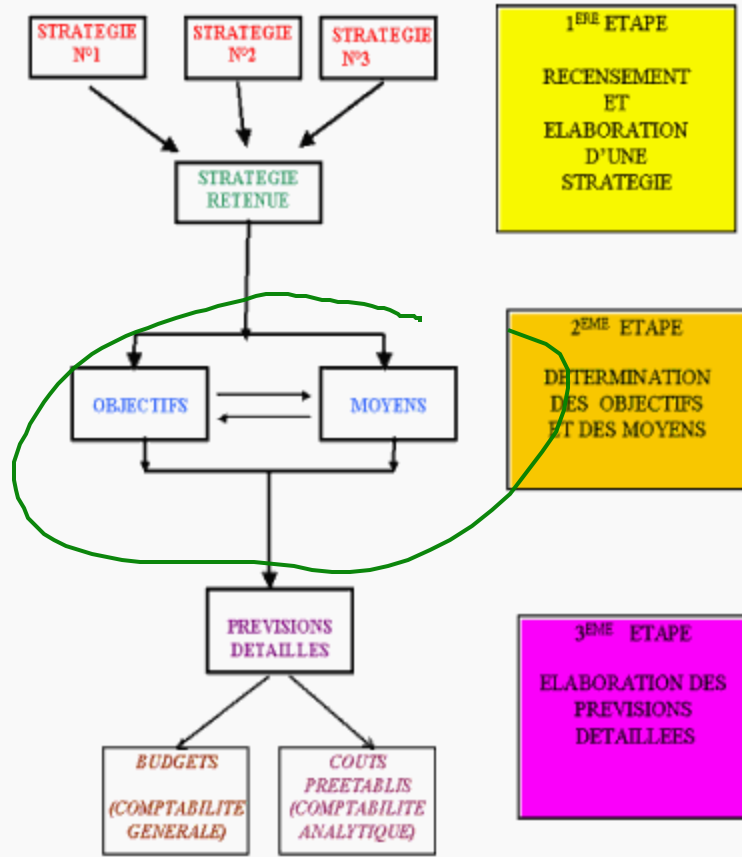 STRATEGIE
N°1
STRATEGIE
N°2
STRATEGIE
N°3
1ERE ETAPE
RECENSEMENT
ET
ELABORATION
D'UNE
STRATEGIE
STRATEGIE
RETENUE
2EME ETAPE
DETERMINATION
DES OBJECTIFS
ET DES MOYENS
OBJECTIFS
MOYENS
PREVISIONS
DETAILLES
3EME ETAPE
ELABORATION DES
PREVISIONS
DETAILLEES
BUDGETS
(COMPTABILITE
GENERALE)
COUTS
PREETABLIS
(COMPTABILITE
ANALYTIQUE)